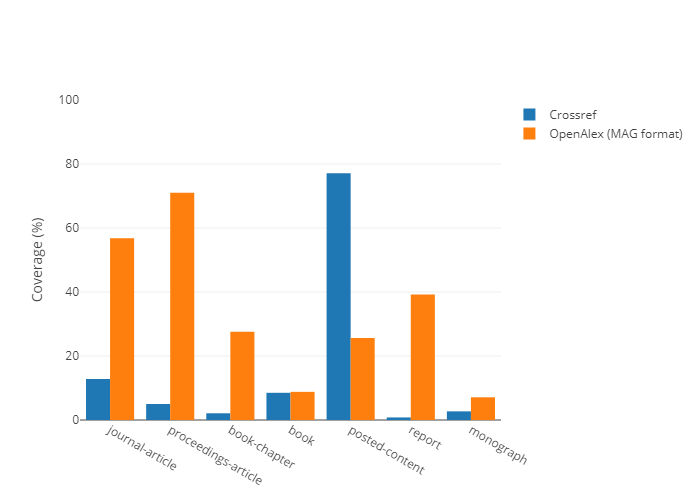 100
80
60
40
20
0
Coverage (%)
journal-article
proceedings-article
book-chapter
book
posted-content
report
monograph
Crossref
OpenAlex (MAG format)